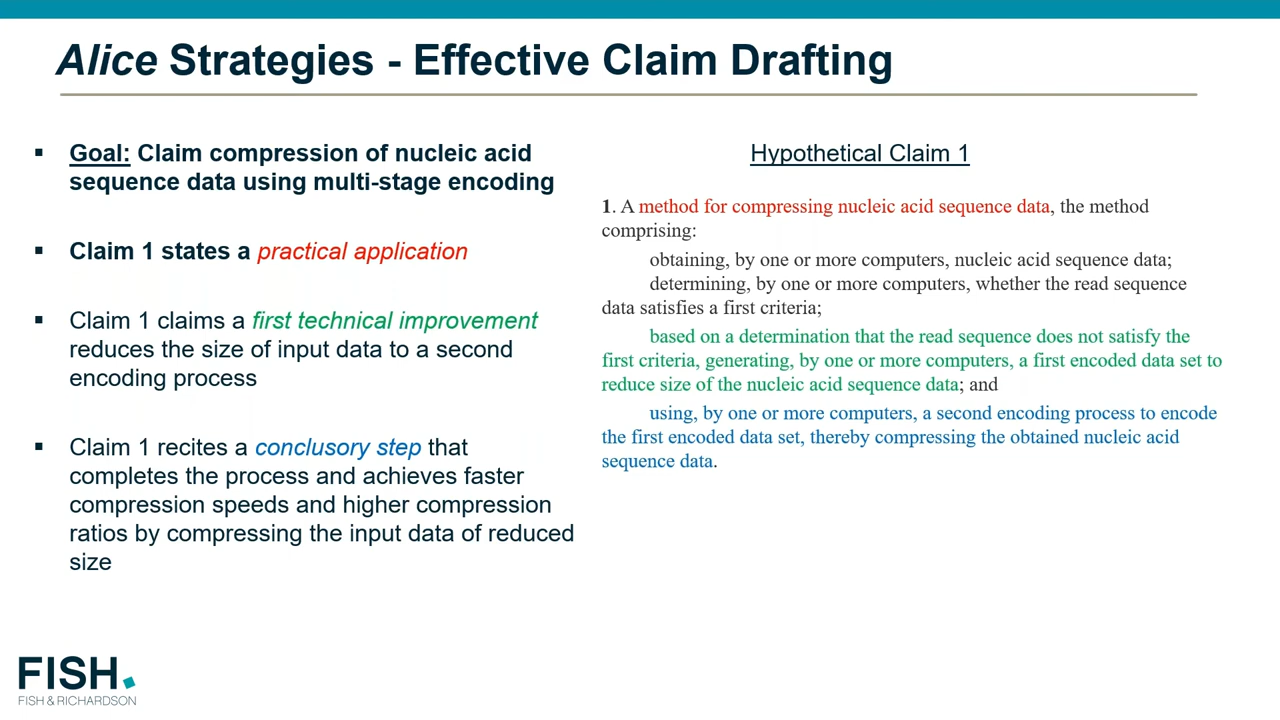 Alice Strategies - Effective Claim Drafting
▪ Goal: Claim compression of nucleic acid
sequence data using multi-stage encoding
▪ Claim 1 states a practical application
▪ Claim 1 claims a first technical improvement
reduces the size of input data to a second
encoding process
▪ Claim 1 recites a conclusory step that
completes the process and achieves faster
compression speeds and higher compression
ratios by compressing the input data of reduced
size
Hypothetical Claim 1
1. A method for compressing nucleic acid sequence data, the method
comprising:
obtaining, by one or more computers, nucleic acid sequence data;
determining, by one or more computers, whether the read sequence
data satisfies a first criteria;
based on a determination that the read sequence does not satisfy the
first criteria, generating, by one or more computers, a first encoded data set to
reduce size of the nucleic acid sequence data; and
using, by one or more computers, a second encoding process to encode
the first encoded data set, thereby compressing the obtained nucleic acid
sequence data.
FISH.
FISH & RICHARDSON